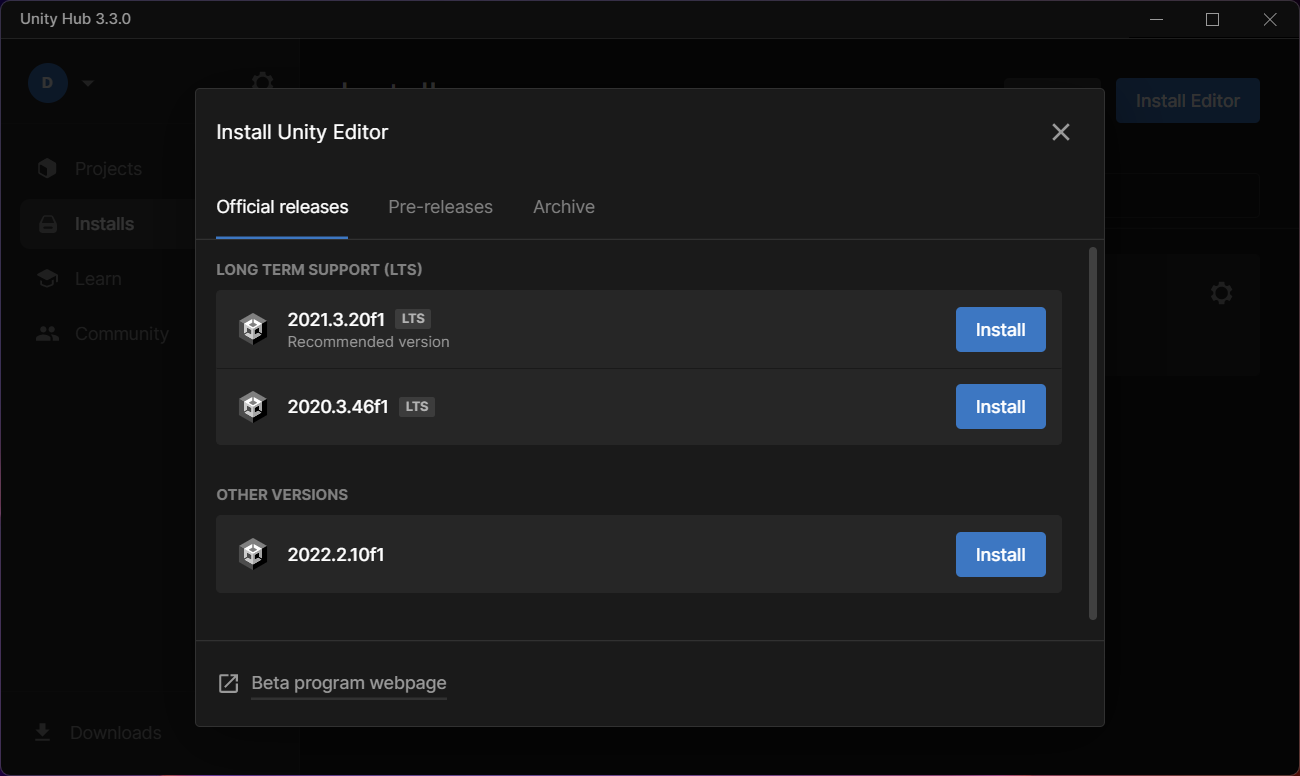 Unity Hub 3.3.0
D
Install Editor
Projects
Installs
Learn
Community
Downloads
Install Unity Editor
Official releases
Pre-releases
Archive
LONG TERM SUPPORT (LTS)
2021.3.20f1 LTS
Recommended version
Install
2020.3.46f1 LTS
Install
OTHER VERSIONS
2022.2.10f1
Install
Beta program webpage